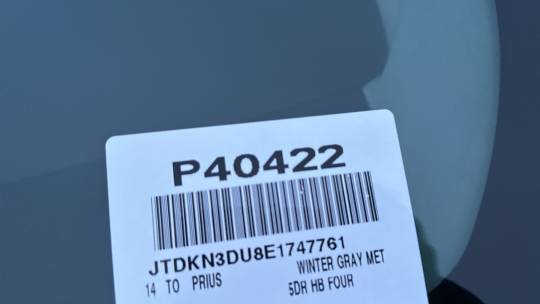 P40422
JTDKN3DU8E1747761
14 TO PRIUS WINTER GRAY MET
5DR HB FOUR